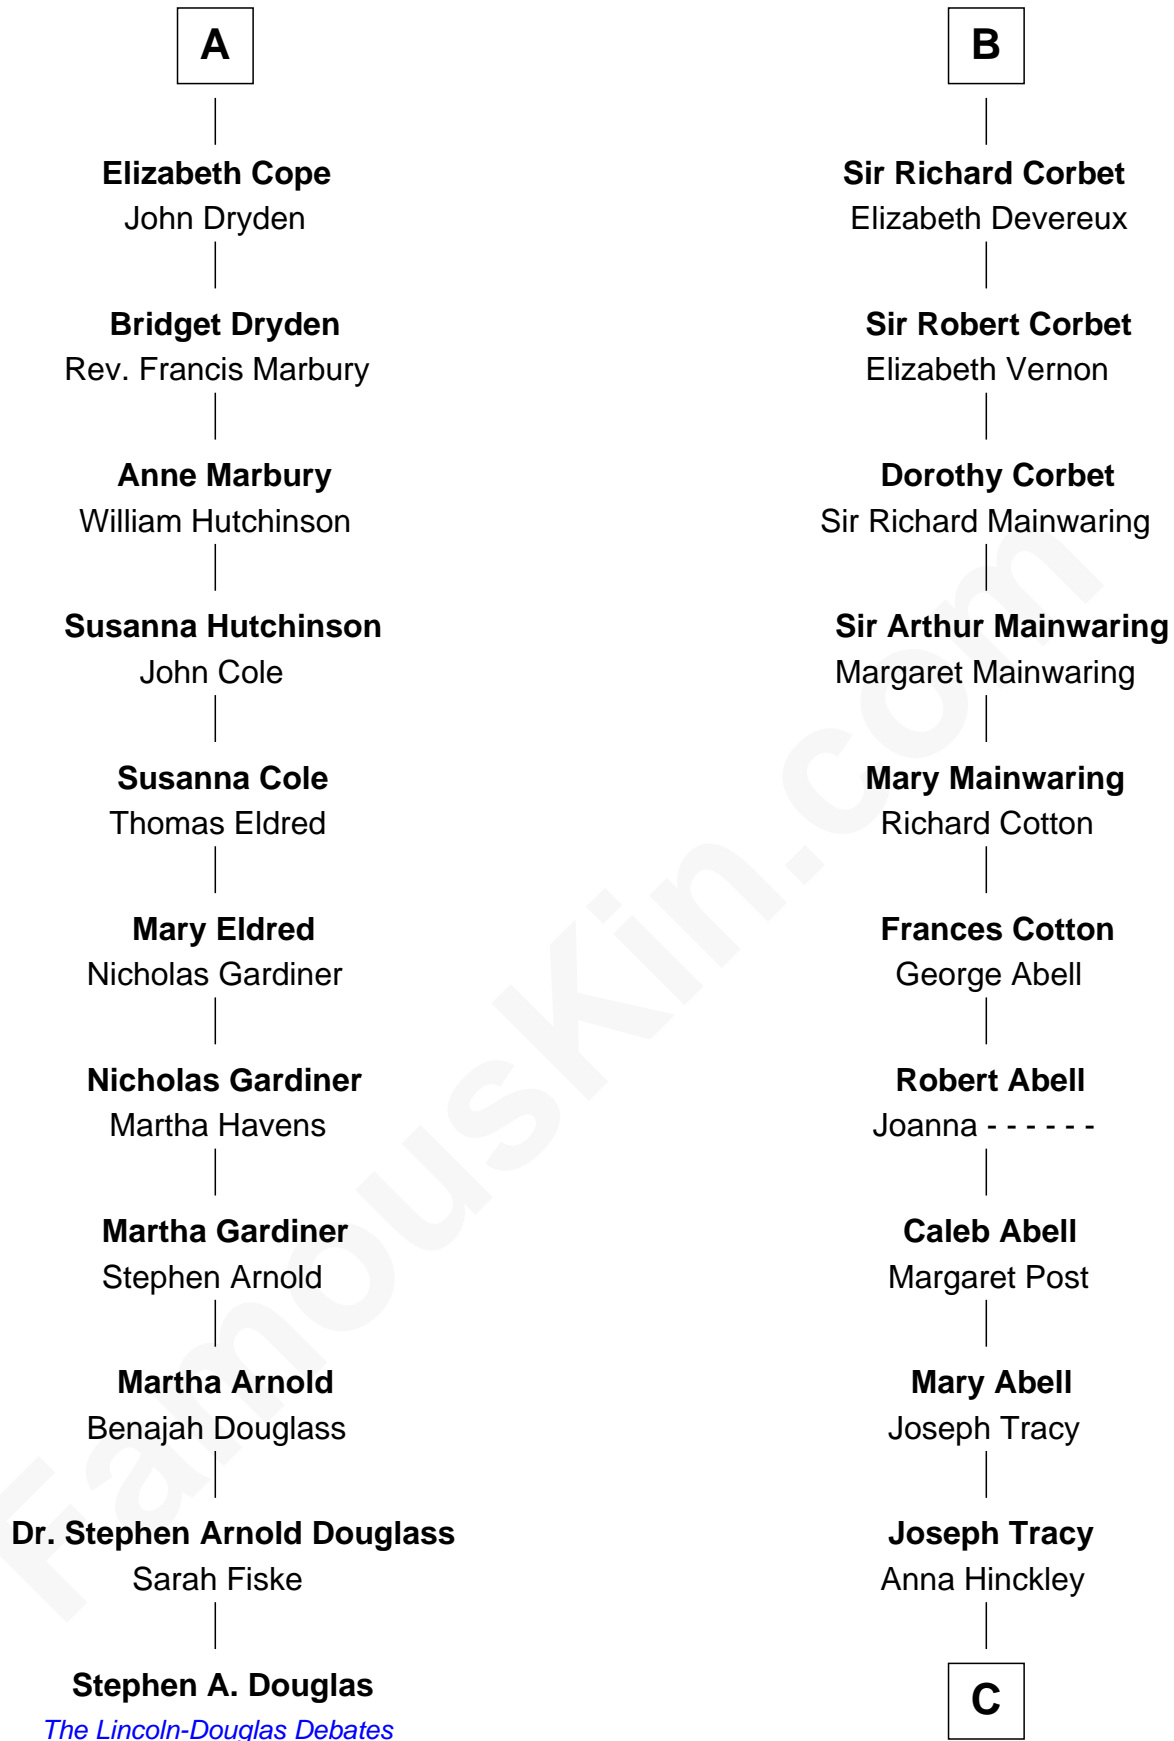 A
Elizabeth Cope
John Dryden
Bridget Dryden
Rev. Francis Marbury
Anne Marbury
William Hutchinson
Susanna Hutchinson
John Cole
Susanna Cole
Thomas Eldred
Mary Eldred
Nicholas Gardiner
Nicholas Gardiner
Martha Havens
Martha Gardiner
Stephen Arnold
Martha Arnold
Benajah Douglass
Dr. Stephen Arnold Douglass
Sarah Fiske
Stephen A. Douglas
The Lincoln-Douglas Debates
B
Sir Richard Corbet
Elizabeth Devereux
Sir Robert Corbet
Elizabeth Vernon
Dorothy Corbet
Sir Richard Mainwaring
Sir Arthur Mainwaring
Margaret Mainwaring
Mary Mainwaring
Richard Cotton
Frances Cotton
George Abell
Robert Abell
Joanna - - - - - -
Caleb Abell
Margaret Post
Mary Abell
Joseph Tracy
Joseph Tracy
Anna Hinckley
C
FamousKin.com